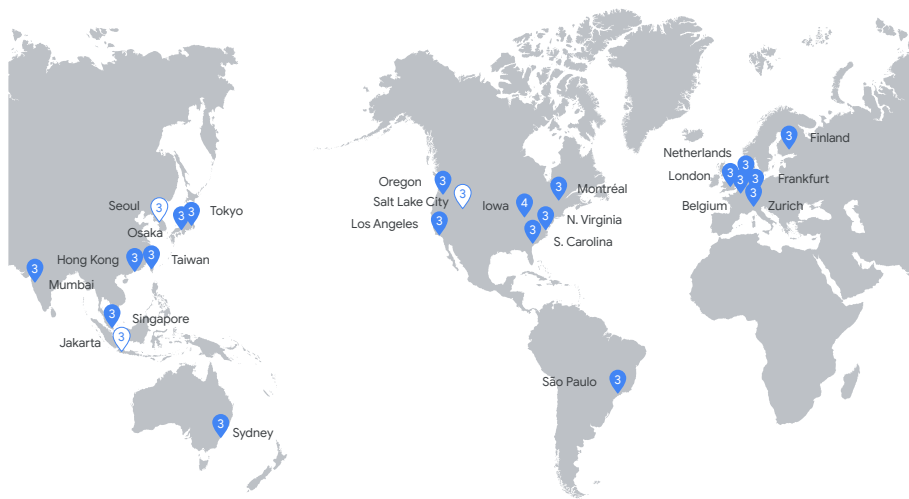 3 Finland
Netherlands 3
London 3 3 3 Frankfurt
Belgium 3 Zurich
Oregon 3
Salt Lake City 3
3 Montréal
Iowa 4
Los Angeles 3
3 N. Virginia
3 S. Carolina
Seoul 3
3 3 Tokyo
Osaka
Hong Kong 3 3 Taiwan
3
Mumbai
3 Singapore
Jakarta 3
São Paulo 3
3 Sydney